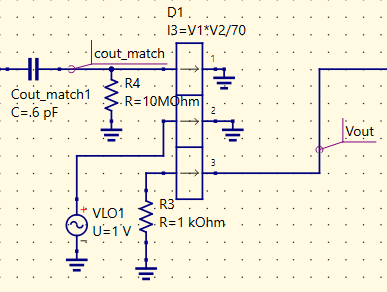 D1
I3=V1*V2/70
cout_match
1
Cout_match1
C=.6 pF
R4
R=10MOhm
2
Vout
3
VLO1
U=1 V
R3
R=1 kOhm